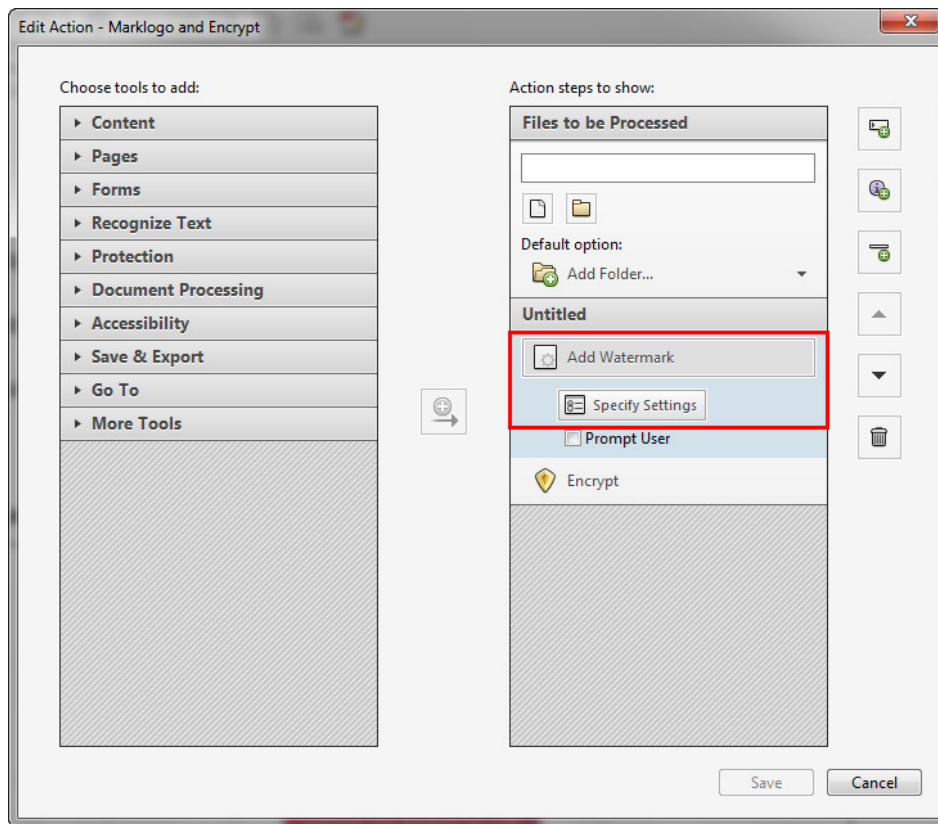 Edit Action - Marklogo and Encrypt
Choose tools to add:
Content
Pages
Forms
Recognize Text
Protection
Document Processing
Accessibility
Save & Export
Go To
More Tools
Action steps to show:
Files to be Processed
Default option:
Add Folder...
Untitled
Add Watermark
Specify Settings
Prompt User
Encrypt
Save
Cancel